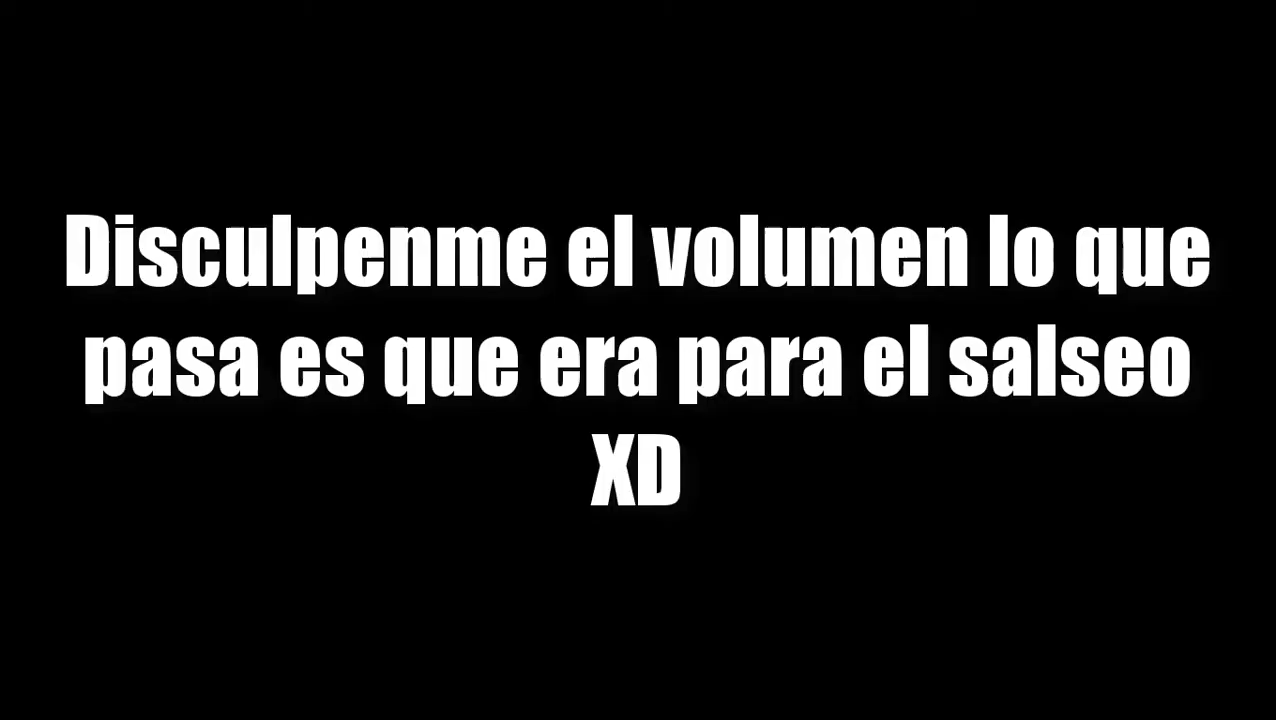 Disculpenme el volumen lo que
pasa es que era para el salseo
XD